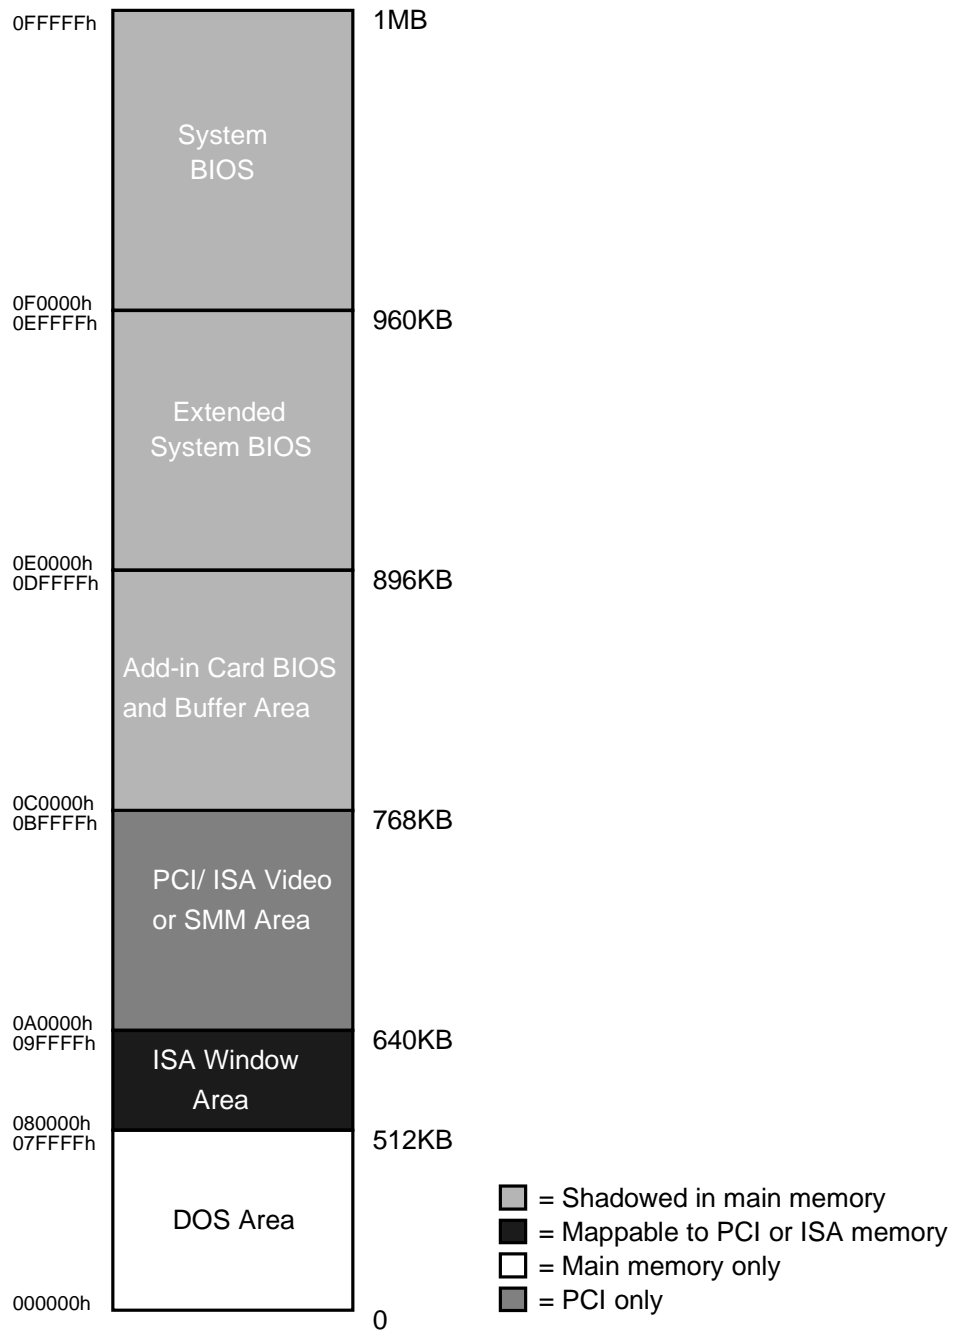 0FFFFFh
1MB
System
BIOS
0F0000h
0EFFFFh
960KB
Extended
System BIOS
0E0000h
0DFFFFh
896KB
Add-in Card BIOS
and Buffer Area
0C0000h
0BFFFFh
768KB
PCI/ ISA Video
or SMM Area
0A0000h
09FFFFh
640KB
ISA Window
Area
080000h
07FFFFh
512KB
DOS Area
000000h
0
= Shadowed in main memory
= Mappable to PCI or ISA memory
= Main memory only
= PCI only